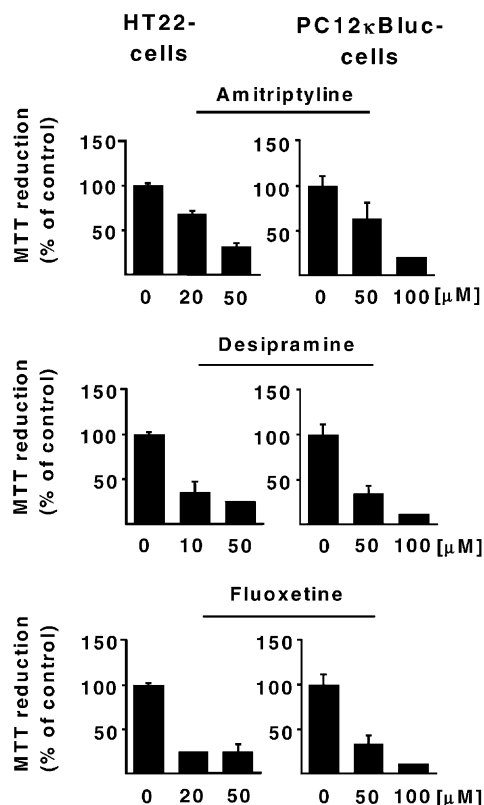 HT22-
cells
PC12κBluc-
cells
Amitriptyline
MTT reduction
(% of control)
150
100
50
0 20 50
150
100
50
0 50 100 [μM]
Desipramine
MTT reduction
(% of control)
150
100
50
0 10 50
150
100
50
0 50 100 [μM]
Fluoxetine
MTT reduction
(% of control)
150
100
50
0 20 50
150
100
50
0 50 100 [μM]